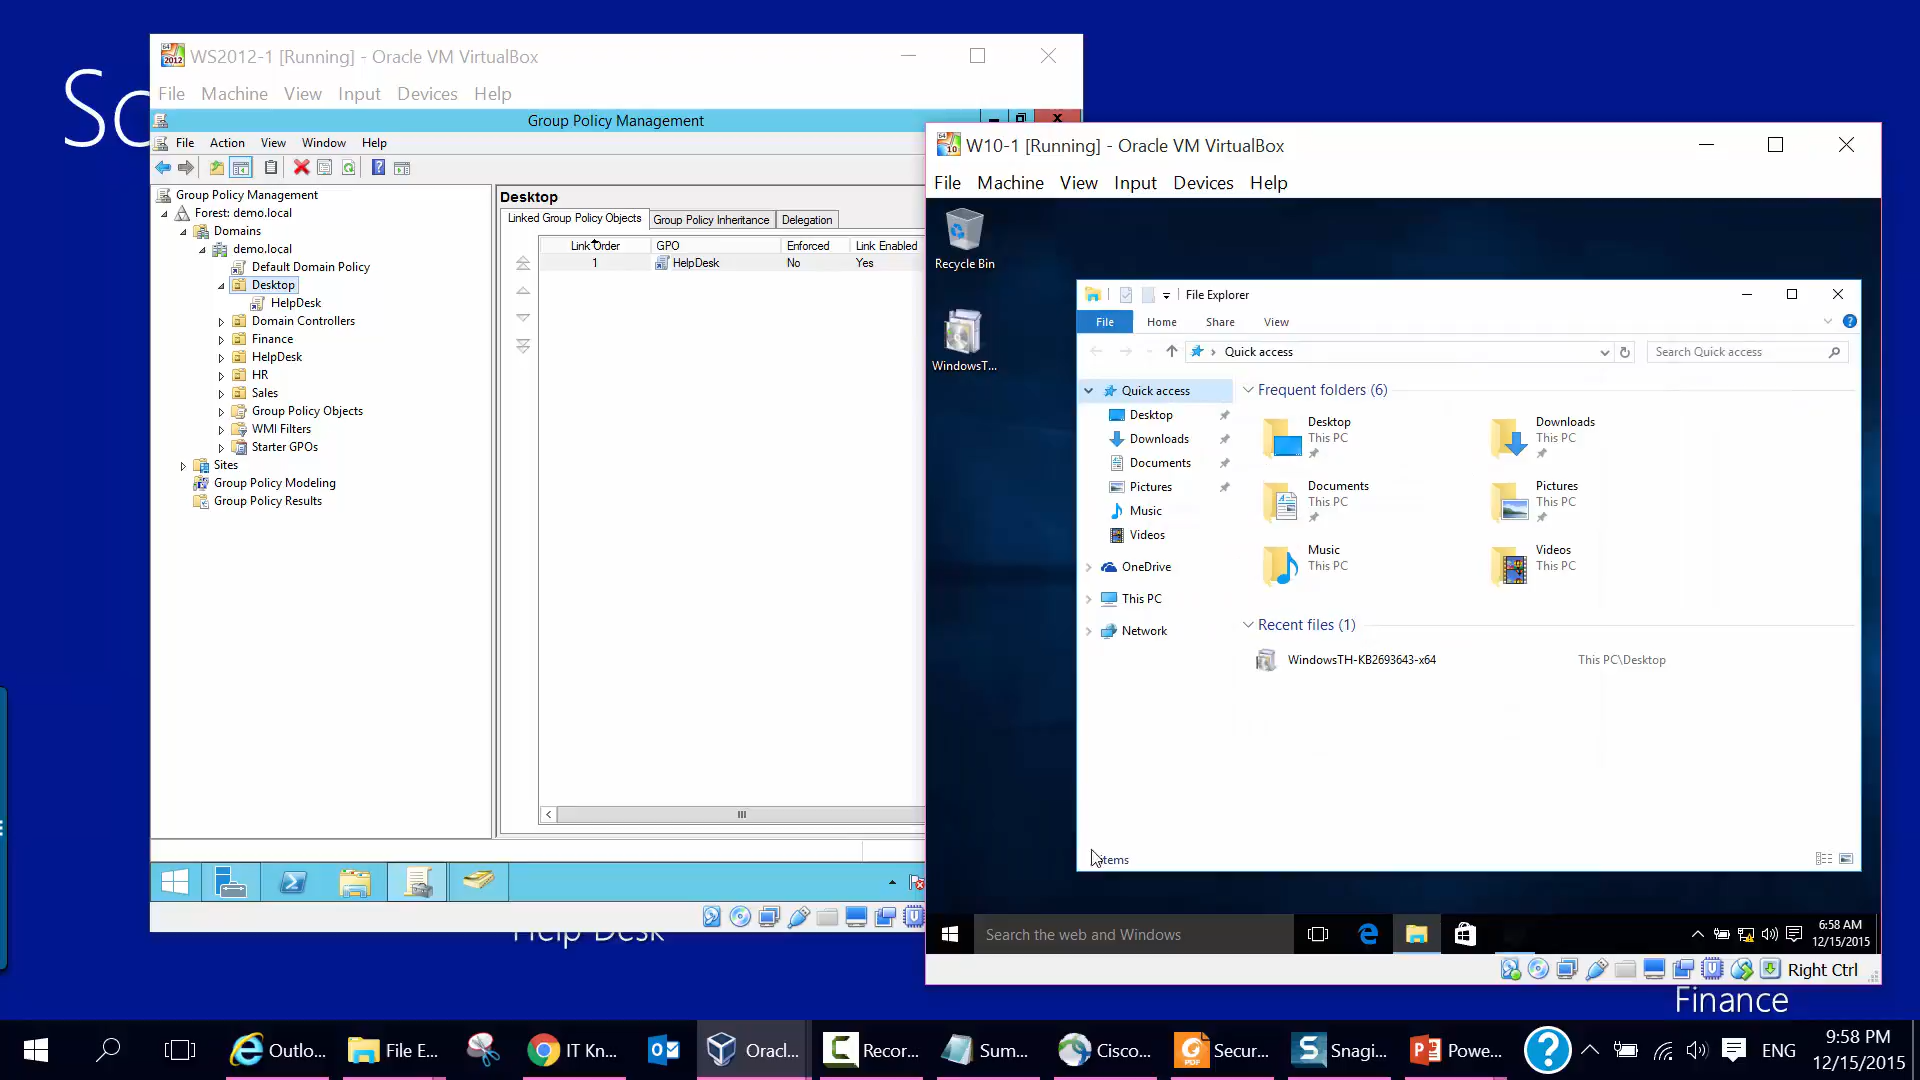 So
WS2012-1 [Running] - Oracle VM VirtualBox
File Machine View Input Devices Help
Group Policy Management
File Action View Window Help
Group Policy Management
Forest: demo.local
Domains
demo.local
Default Domain Policy
Desktop
HelpDesk
Domain Controllers
Finance
HelpDesk
HR
Sales
Group Policy Objects
WMI Filters
Starter GPOs
Sites
Group Policy Modeling
Group Policy Results
Desktop
Linked Group Policy Objects Group Policy Inheritance Delegation
Link Order GPO Enforced Link Enabled
1 HelpDesk No Yes
Help Desk
W10-1 [Running] - Oracle VM VirtualBox
File Machine View Input Devices Help
Recycle Bin
WindowsT...
File Explorer
File Home Share View
Quick access
Search Quick access
Quick access
Desktop
Downloads
Documents
Pictures
Music
Videos
OneDrive
This PC
Network
Frequent folders (6)
Desktop
This PC
Downloads
This PC
Documents
This PC
Pictures
This PC
Music
This PC
Videos
This PC
Recent files (1)
WindowsTH-KB2693643-x64 This PC\Desktop
items
Search the web and Windows
6:58 AM
12/15/2015
Right Ctrl
Finance
Outlo... File E... IT Kn... Oracl... Recor... Sum... Cisco... Secur... Snagi... Powe...
ENG
9:58 PM
12/15/2015